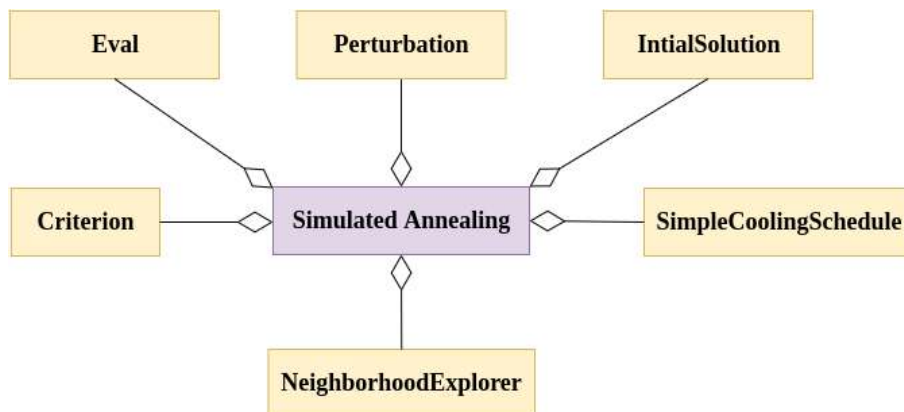 Eval
Perturbation
IntialSolution
Criterion
Simulated Annealing
SimpleCoolingSchedule
NeighborhoodExplorer